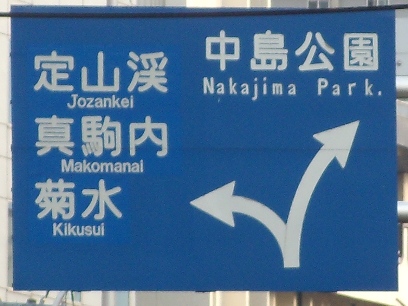 定山渓
Jozankei
真駒内
Makomanai
菊水
Kikusui
中島公園
Nakajima Park.